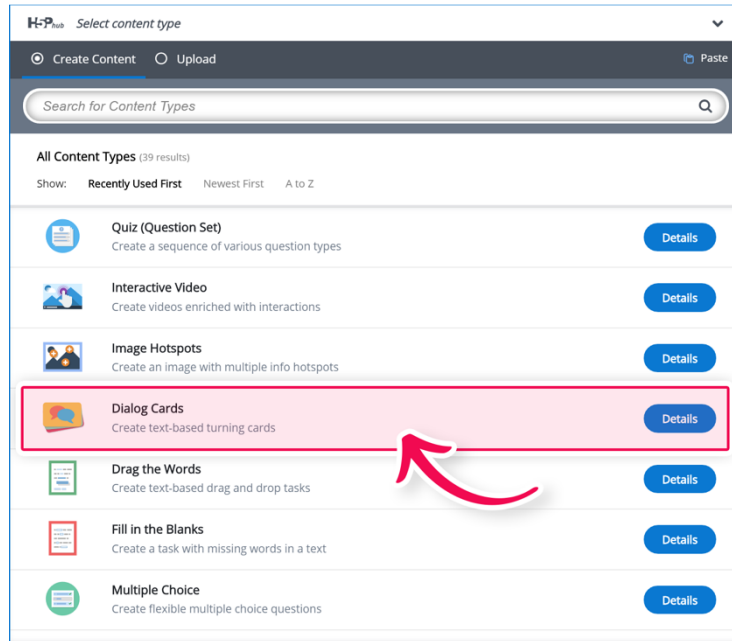 H5P hub Select content type
Create Content Upload Paste
Search for Content Types
All Content Types (39 results)
Show: Recently Used First Newest First A to Z
Quiz (Question Set)
Create a sequence of various question types
Details
Interactive Video
Create videos enriched with interactions
Details
Image Hotspots
Create an image with multiple info hotspots
Details
Dialog Cards
Create text-based turning cards
Details
Drag the Words
Create text-based drag and drop tasks
Details
Fill in the Blanks
Create a task with missing words in a text
Details
Multiple Choice
Create flexible multiple choice questions
Details